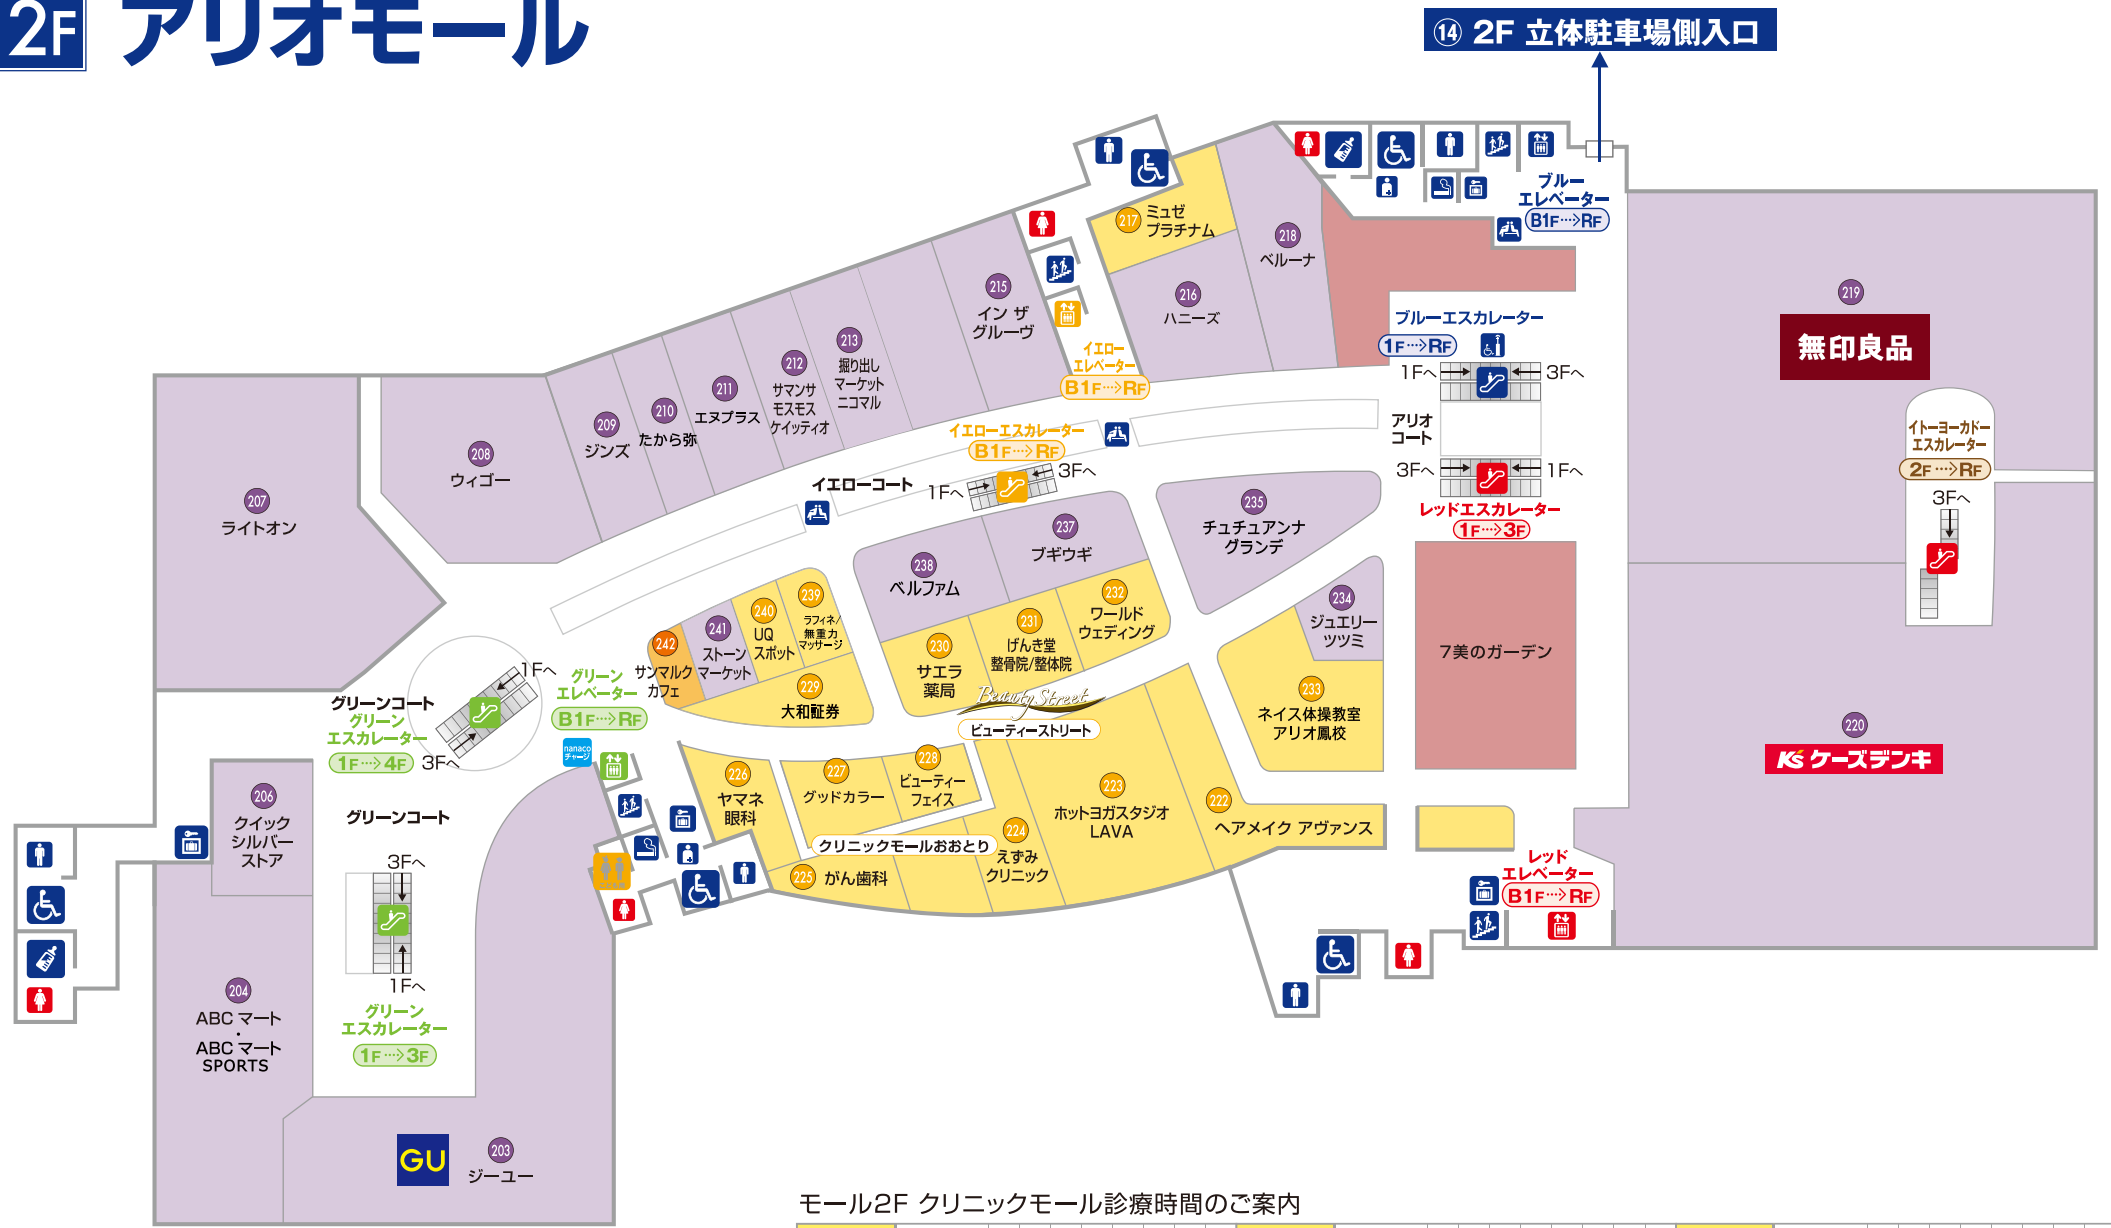 2F アリオモール
⑭ 2F 立体駐車場側入口
ブルー
エレベーター
B1F…>RF
217
ミュゼ
プラチナム
218
ベルーナ
216
ハニーズ
215
イン ザ
グルーヴ
イエロー
エレベーター
B1F…>RF
213
掘り出し
マーケット
ニコマル
212
サマンサ
モスモス
ケイッティオ
211
エヌプラス
210
たから弥
209
ジンズ
208
ウィゴー
207
ライトオン
219
無印良品
ブルーエスカレーター
1F…>RF
1Fへ
3Fへ
アリオ
コート
3Fへ
1Fへ
レッドエスカレーター
1F…>3F
イトーヨーカドー
エスカレーター
2F…>RF
3Fへ
イエローエスカレーター
B1F…>RF
イエローコート
1Fへ
3Fへ
235
チュチュアンナ
グランデ
237
ブギウギ
238
ベルファム
232
ワールド
ウェディング
231
げんき堂
整骨院/整体院
230
サエラ
薬局
234
ジュエリー
ツツミ
7美のガーデン
233
ネイス体操教室
アリオ鳳校
239
ラフィネ/
無重力
マッサージ
240
UQ
スポット
241
ストーン
マーケット
242
サンマルク
カフェ
229
大和証券
Beauty Street
ビューティーストリート
グリーン
エレベーター
B1F…>RF
1Fへ
グリーンコート
グリーン
エスカレーター
1F…>4F
3Fへ
nanaco
チャージ
220
K's ケーズデンキ
226
ヤマネ
眼科
227
グッドカラー
228
ビューティー
フェイス
223
ホットヨガスタジオ
LAVA
222
ヘアメイク アヴァンス
クリニックモールおおとり
224
えずみ
クリニック
225
がん歯科
206
クイック
シルバー
ストア
グリーンコート
3Fへ
1Fへ
グリーン
エスカレーター
1F…>3F
レッド
エレベーター
B1F…>RF
204
ABC マート
・
ABC マート
SPORTS
GU
203
ジーユー
モール2F クリニックモール診療時間のご案内